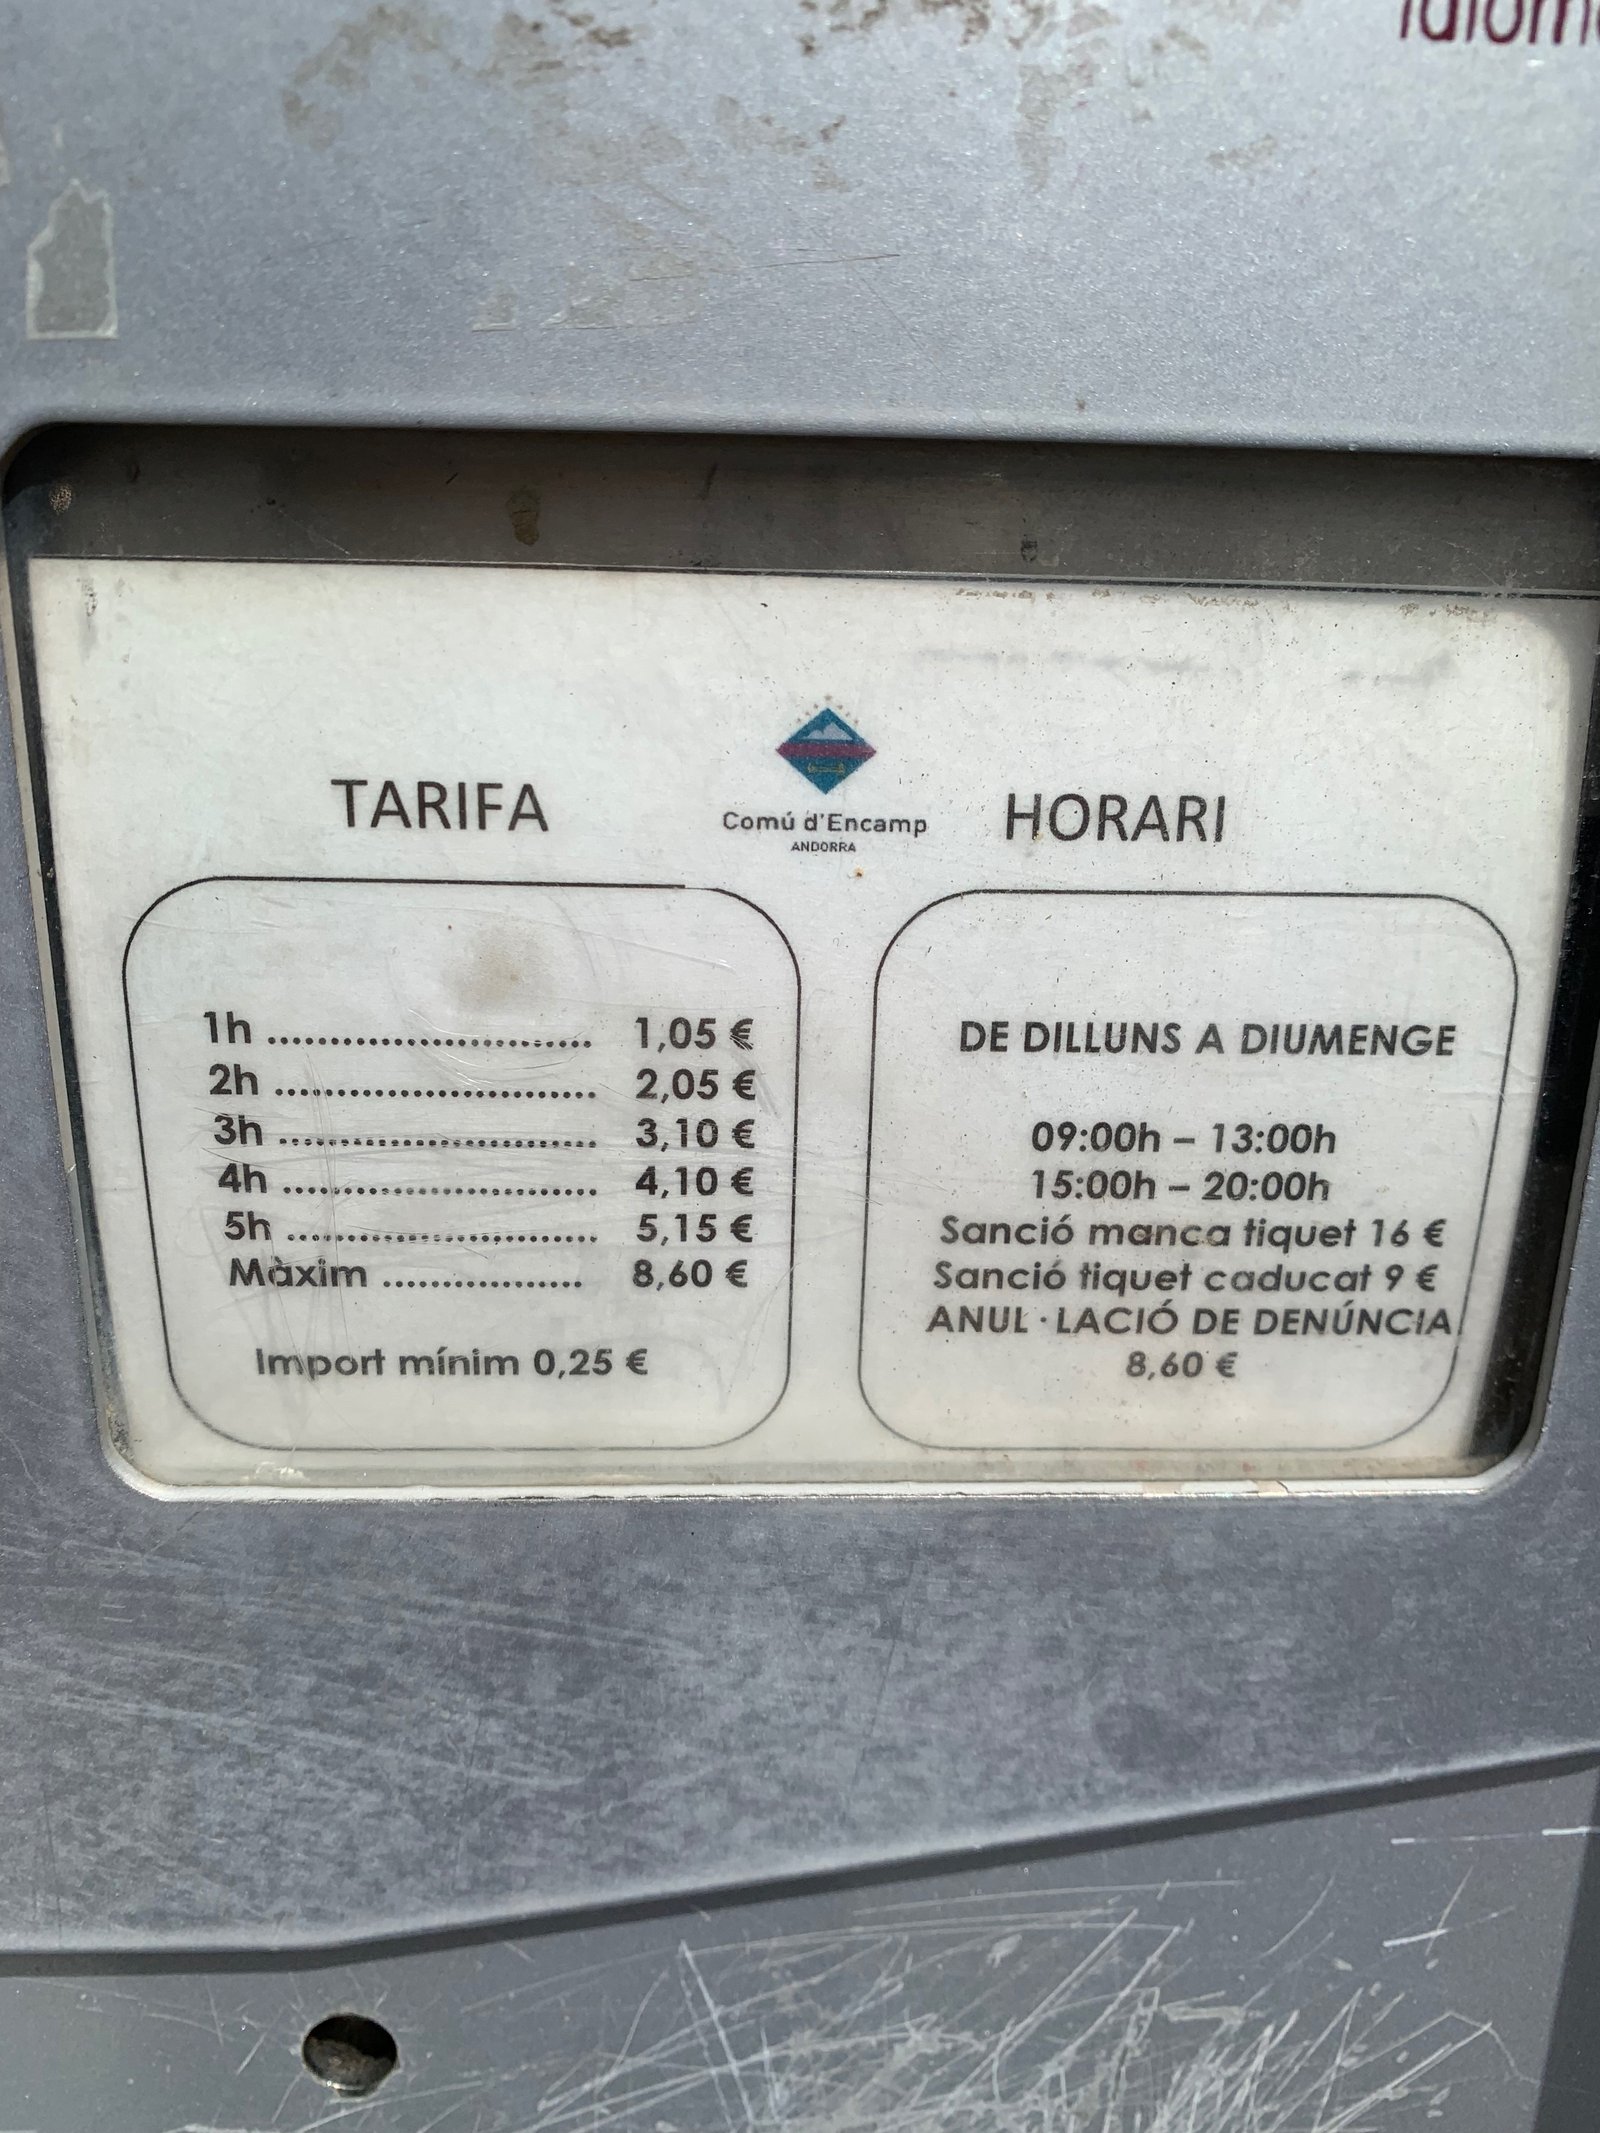 TARIFA
Comú d'Encamp
ANDORRA
HORARI
1h .......................... 1,05 €
2h .......................... 2,05 €
3h .......................... 3,10 €
4h .......................... 4,10 €
5h .......................... 5,15 €
Màxim ................ 8,60 €
Import mínim 0,25 €
DE DILLUNS A DIUMENGE
09:00h – 13:00h
15:00h – 20:00h
Sanció manca tiquet 16 €
Sanció tiquet caducat 9 €
ANUL·LACIÓ DE DENÚNCIA
8,60 €